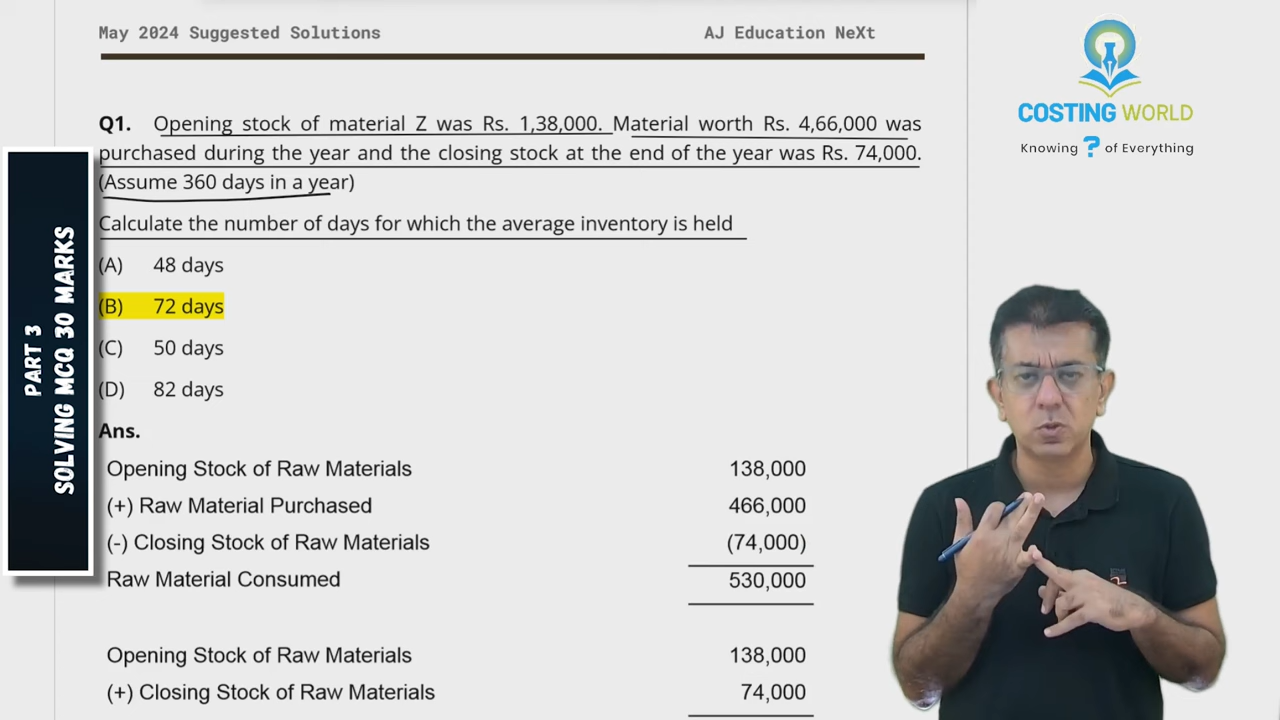 May 2024 Suggested Solutions AJ Education NeXt
COSTING WORLD
Knowing ? of Everything
PART 3
SOLVING MCQ 30 MARKS
Q1. Opening stock of material Z was Rs. 1,38,000. Material worth Rs. 4,66,000 was
purchased during the year and the closing stock at the end of the year was Rs. 74,000.
(Assume 360 days in a year)
Calculate the number of days for which the average inventory is held
(A) 48 days
(B) 72 days
(C) 50 days
(D) 82 days
Ans.
Opening Stock of Raw Materials 138,000
(+) Raw Material Purchased 466,000
(-) Closing Stock of Raw Materials (74,000)
Raw Material Consumed 530,000
Opening Stock of Raw Materials 138,000
(+) Closing Stock of Raw Materials 74,000